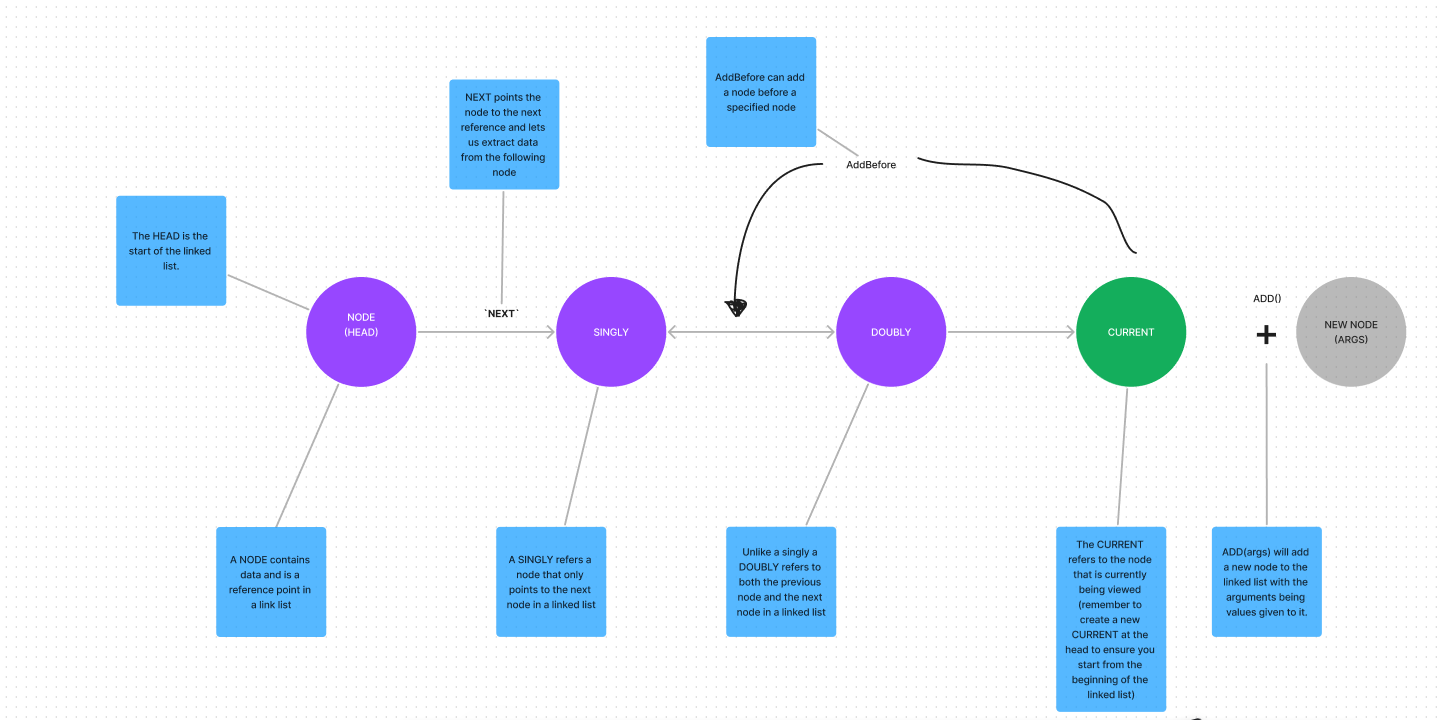 AddBefore can add
a node before a
specified node
NEXT points the
node to the next
reference and lets
us extract data
from the following
node
AddBefore
The HEAD is the
start of the linked
list.
`NEXT`
ADD()
NODE
(HEAD)
SINGLY
DOUBLY
CURRENT
+
NEW NODE
(ARGS)
A NODE contains
data and is a
reference point in
a link list
A SINGLY refers a
node that only
points to the next
node in a linked list
Unlike a singly a
DOUBLY refers to
both the previous
node and the next
node in a linked list
The CURRENT
refers to the node
that is currently
being viewed
(remember to
create a new
CURRENT at the
head to ensure you
start from the
beginning of the
linked list)
ADD(args) will add
a new node to the
linked list with the
arguments being
values given to it.